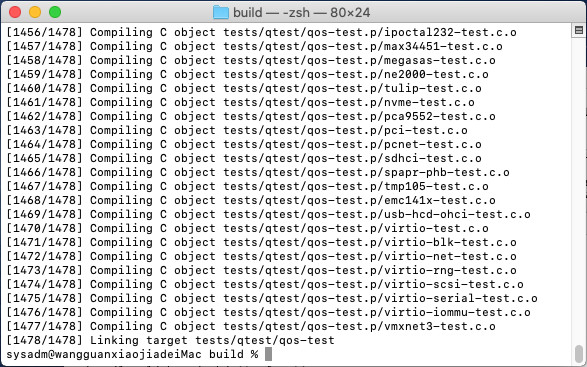 build — -zsh — 80×24
[1456/1478] Compiling C object tests/qtest/qos-test.p/ipoctal232-test.c.o
[1457/1478] Compiling C object tests/qtest/qos-test.p/max34451-test.c.o
[1458/1478] Compiling C object tests/qtest/qos-test.p/megasas-test.c.o
[1459/1478] Compiling C object tests/qtest/qos-test.p/ne2000-test.c.o
[1460/1478] Compiling C object tests/qtest/qos-test.p/tulip-test.c.o
[1461/1478] Compiling C object tests/qtest/qos-test.p/nvme-test.c.o
[1462/1478] Compiling C object tests/qtest/qos-test.p/pca9552-test.c.o
[1463/1478] Compiling C object tests/qtest/qos-test.p/pci-test.c.o
[1464/1478] Compiling C object tests/qtest/qos-test.p/pcnet-test.c.o
[1465/1478] Compiling C object tests/qtest/qos-test.p/sdhci-test.c.o
[1466/1478] Compiling C object tests/qtest/qos-test.p/spapr-phb-test.c.o
[1467/1478] Compiling C object tests/qtest/qos-test.p/tmp105-test.c.o
[1468/1478] Compiling C object tests/qtest/qos-test.p/emc141x-test.c.o
[1469/1478] Compiling C object tests/qtest/qos-test.p/usb-hcd-ohci-test.c.o
[1470/1478] Compiling C object tests/qtest/qos-test.p/virtio-test.c.o
[1471/1478] Compiling C object tests/qtest/qos-test.p/virtio-blk-test.c.o
[1472/1478] Compiling C object tests/qtest/qos-test.p/virtio-net-test.c.o
[1473/1478] Compiling C object tests/qtest/qos-test.p/virtio-rng-test.c.o
[1474/1478] Compiling C object tests/qtest/qos-test.p/virtio-scsi-test.c.o
[1475/1478] Compiling C object tests/qtest/qos-test.p/virtio-serial-test.c.o
[1476/1478] Compiling C object tests/qtest/qos-test.p/virtio-iommu-test.c.o
[1477/1478] Compiling C object tests/qtest/qos-test.p/vmxnet3-test.c.o
[1478/1478] Linking target tests/qtest/qos-test
sysadm@wangguanxiaojiadeiMac build %